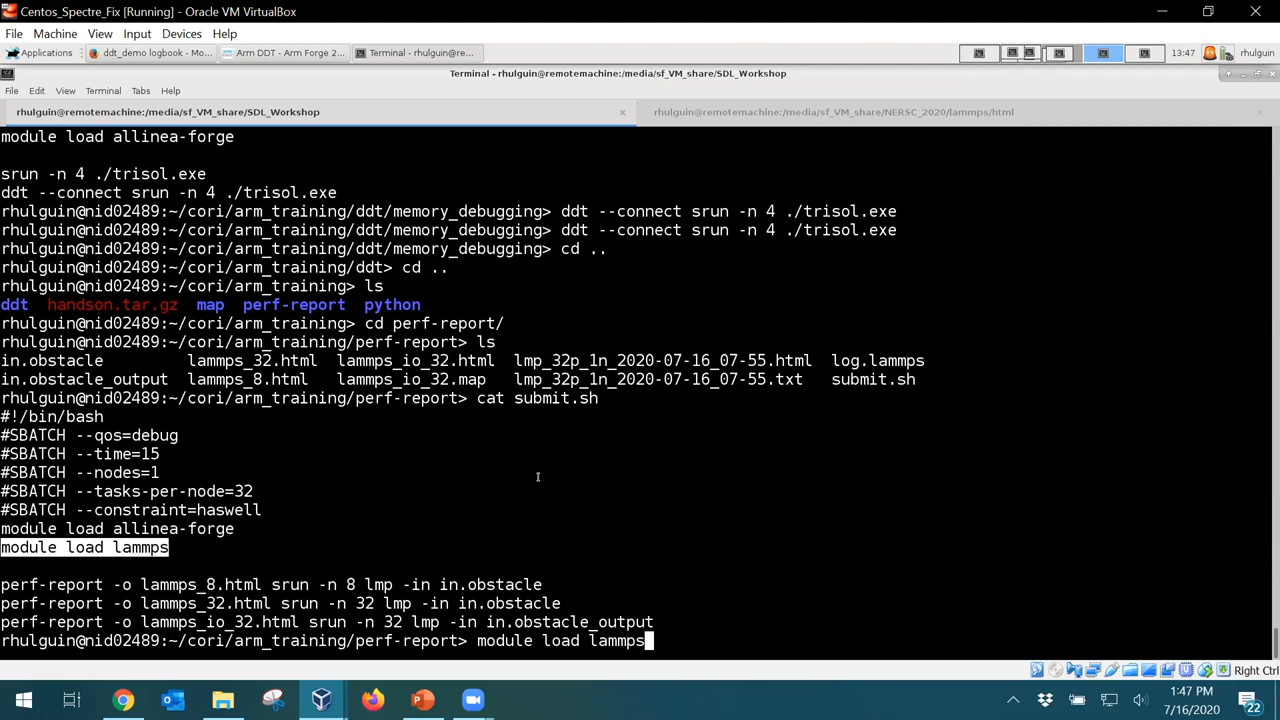 Centos_Spectre_Fix [Running] - Oracle VM VirtualBox
File Machine View Input Devices Help
Applications ddt_demo logbook - Mo... Arm DDT - Arm Forge 2... Terminal - rhulguin@re... 13:47 rhulguin
Terminal - rhulguin@remotemachine:/media/sf_VM_share/SDL_Workshop
File Edit View Terminal Tabs Help
rhulguin@remotemachine:/media/sf_VM_share/SDL_Workshop × rhulguin@remotemachine:/media/sf_VM_share/NERSC_2020/lammps/html
module load allinea-forge
srun -n 4 ./trisol.exe
ddt --connect srun -n 4 ./trisol.exe
rhulguin@nid02489:~/cori/arm_training/ddt/memory_debugging> ddt --connect srun -n 4 ./trisol.exe
rhulguin@nid02489:~/cori/arm_training/ddt/memory_debugging> ddt --connect srun -n 4 ./trisol.exe
rhulguin@nid02489:~/cori/arm_training/ddt/memory_debugging> cd ..
rhulguin@nid02489:~/cori/arm_training/ddt> cd ..
rhulguin@nid02489:~/cori/arm_training> ls
ddt handson.tar.gz map perf-report python
rhulguin@nid02489:~/cori/arm_training> cd perf-report/
rhulguin@nid02489:~/cori/arm_training/perf-report> ls
in.obstacle lammps_32.html lammps_io_32.html lmp_32p_1n_2020-07-16_07-55.html log.lammps
in.obstacle_output lammps_8.html lammps_io_32.map lmp_32p_1n_2020-07-16_07-55.txt submit.sh
rhulguin@nid02489:~/cori/arm_training/perf-report> cat submit.sh
#!/bin/bash
#SBATCH --qos=debug
#SBATCH --time=15
#SBATCH --nodes=1
#SBATCH --tasks-per-node=32
#SBATCH --constraint=haswell
module load allinea-forge
module load lammps
perf-report -o lammps_8.html srun -n 8 lmp -in in.obstacle
perf-report -o lammps_32.html srun -n 32 lmp -in in.obstacle
perf-report -o lammps_io_32.html srun -n 32 lmp -in in.obstacle_output
rhulguin@nid02489:~/cori/arm_training/perf-report> module load lammps
Right Ctrl
1:47 PM
7/16/2020
22